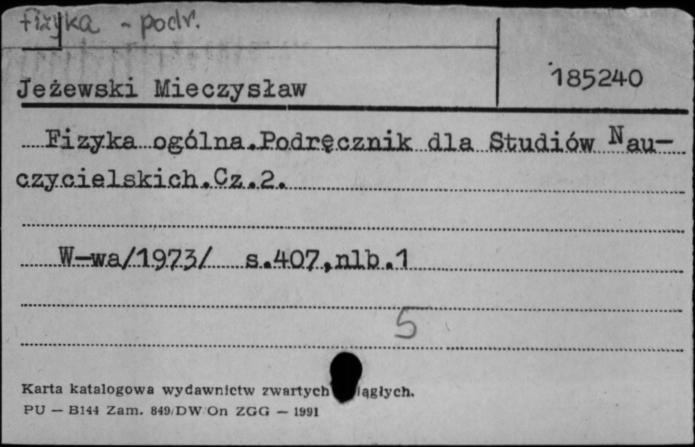 fizyka - podr.
185240
Jeżewski Mieczysław
Fizyka ogólna.Podręcznik dla Studiów Nau-
czycielskich.Cz.2.
W-wa/1973/ s.407,nlb.1
5
Karta katalogowa wydawnictw zwartych iągłych.
PU — B144 Zam. 849/DW/On ZGG — 1991